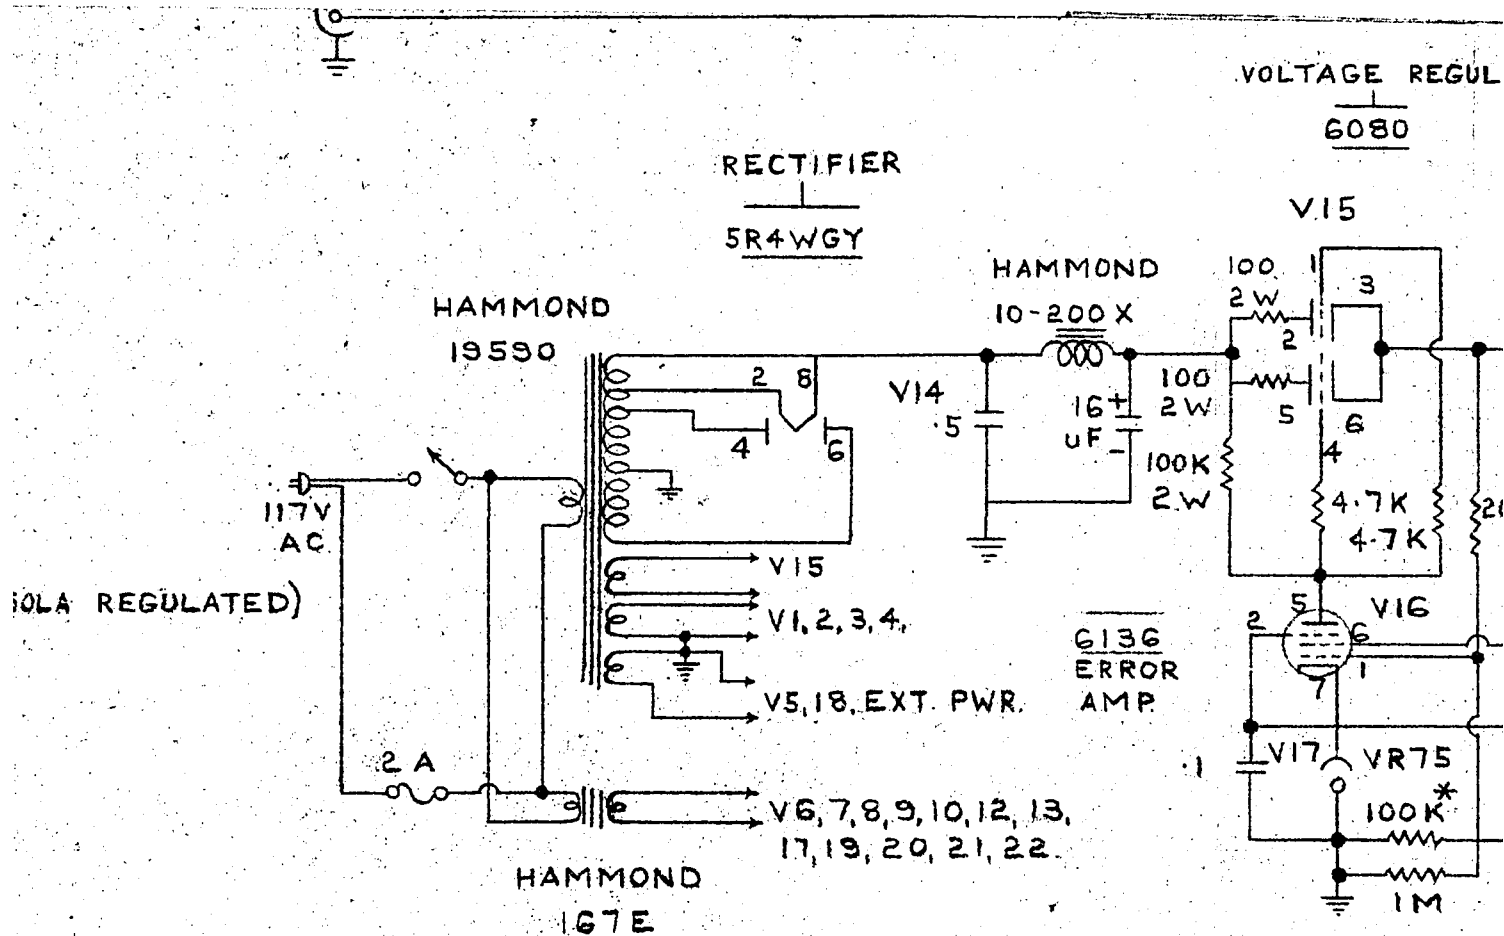 VOLTAGE REGUL
6080
RECTIFIER
5R4WGY
V.15
HAMMOND
10-200X
HAMMOND
19590
100
2W
1
3
2
2
8
V14
.5
16 +
uF -
100
2W
5
6
4
6
4
100K
2W
4.7K
4.7K
117V
AC
V15
REGULATED)
V1, 2, 3, 4,
5
V16
2
6
1
7
6136
ERROR
AMP.
V5, 18, EXT. PWR.
2A
.1
V17
VR75
100K*
V6, 7, 8, 9, 10, 12, 13,
17, 19, 20, 21, 22.
1M
HAMMOND
167E